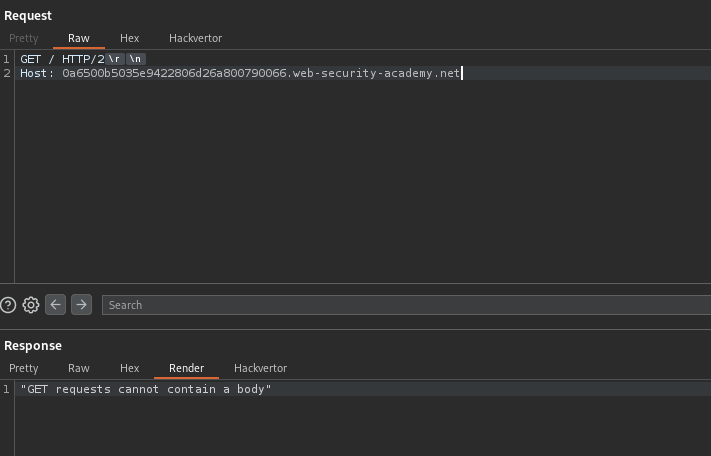 Request
Pretty Raw Hex Hackvertor
1 GET / HTTP/2 \r \n
2 Host: 0a6500b5035e9422806d26a800790066.web-security-academy.net
Search
Response
Pretty Raw Hex Render Hackvertor
1 "GET requests cannot contain a body"